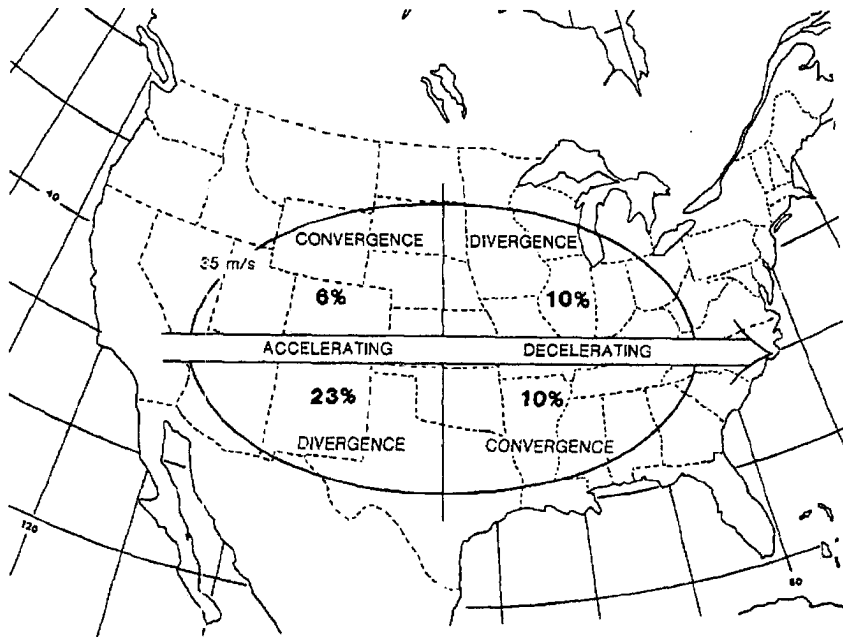 40
CONVERGENCE DIVERGENCE
35 m/s
6% 10%
ACCELERATING DECELERATING
23% 10%
DIVERGENCE CONVERGENCE
120
80